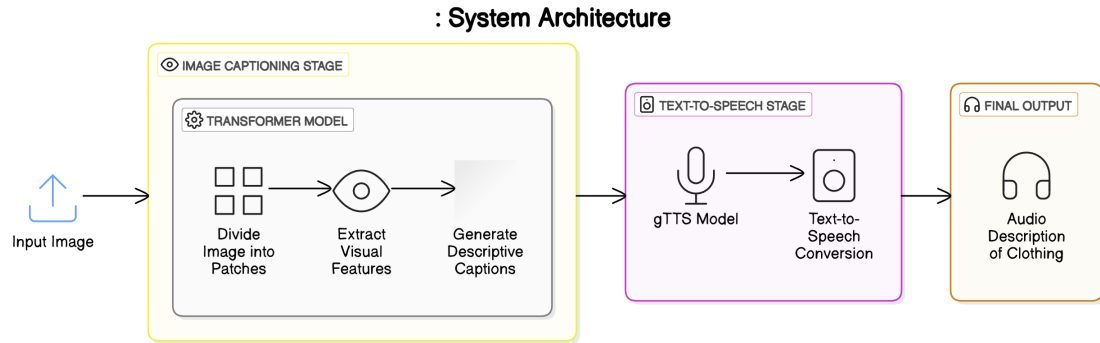 : System Architecture
IMAGE CAPTIONING STAGE
TRANSFORMER MODEL
Input Image
Divide
Image into
Patches
Extract
Visual
Features
Generate
Descriptive
Captions
TEXT-TO-SPEECH STAGE
gTTS Model
Text-to-
Speech
Conversion
FINAL OUTPUT
Audio
Description
of Clothing